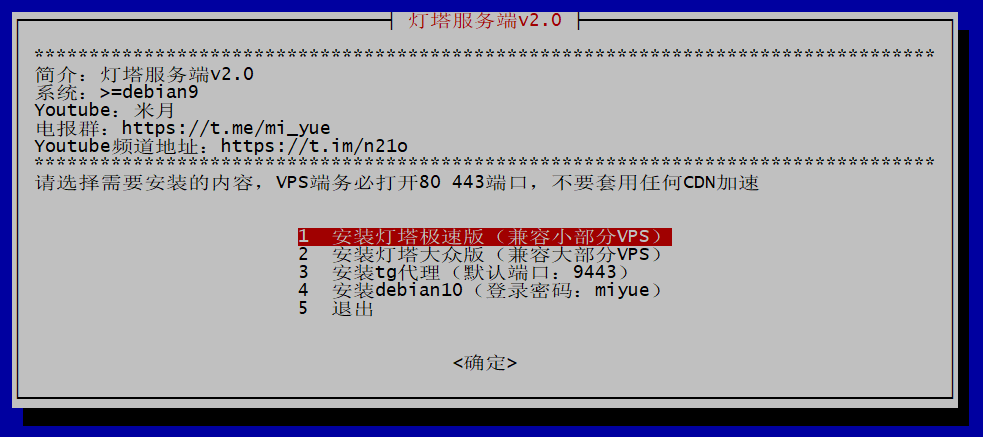 灯塔服务端v2.0
***********************************************************************************
简介：灯塔服务端v2.0
系统：>=debian9
Youtube：米月
电报群：https://t.me/mi_yue
Youtube频道地址：https://t.im/n21o
***********************************************************************************
请选择需要安装的内容，VPS端务必打开80 443端口，不要套用任何CDN加速
1 安装灯塔极速版（兼容小部分VPS）
2 安装灯塔大众版（兼容大部分VPS）
3 安装tg代理（默认端口：9443）
4 安装debian10（登录密码：miyue）
5 退出
<确定>